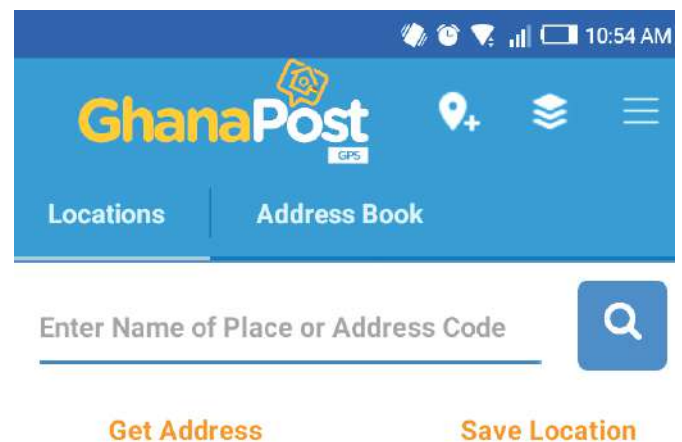 10:54 AM
GhanaPost
GPS
Locations Address Book
Enter Name of Place or Address Code
Get Address Save Location